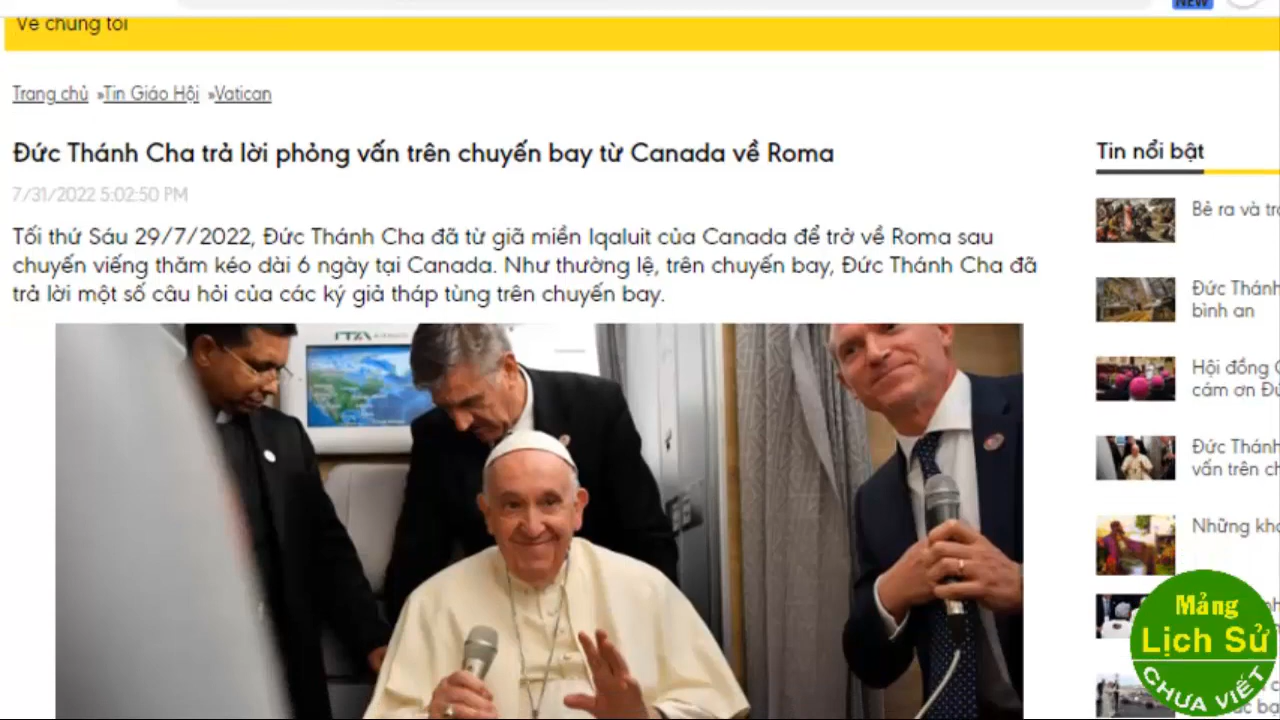 NEW
Về chúng tôi
Trang chủ »Tin Giáo Hội »Vatican
Đức Thánh Cha trả lời phỏng vấn trên chuyến bay từ Canada về Roma
7/31/2022 5:02:50 PM
Tối thứ Sáu 29/7/2022, Đức Thánh Cha đã từ giã miền Iqaluit của Canada để trở về Roma sau
chuyến viếng thăm kéo dài 6 ngày tại Canada. Như thường lệ, trên chuyến bay, Đức Thánh Cha đã
trả lời một số câu hỏi của các ký giả tháp tùng trên chuyến bay.
ITA
Tin nổi bật
Bẻ ra và
Đức Thánh
bình an
Hội đồng
cám ơn
Đức Thánh
vấn trên
Những
Mảng
Lịch Sử
CHƯA VIẾT